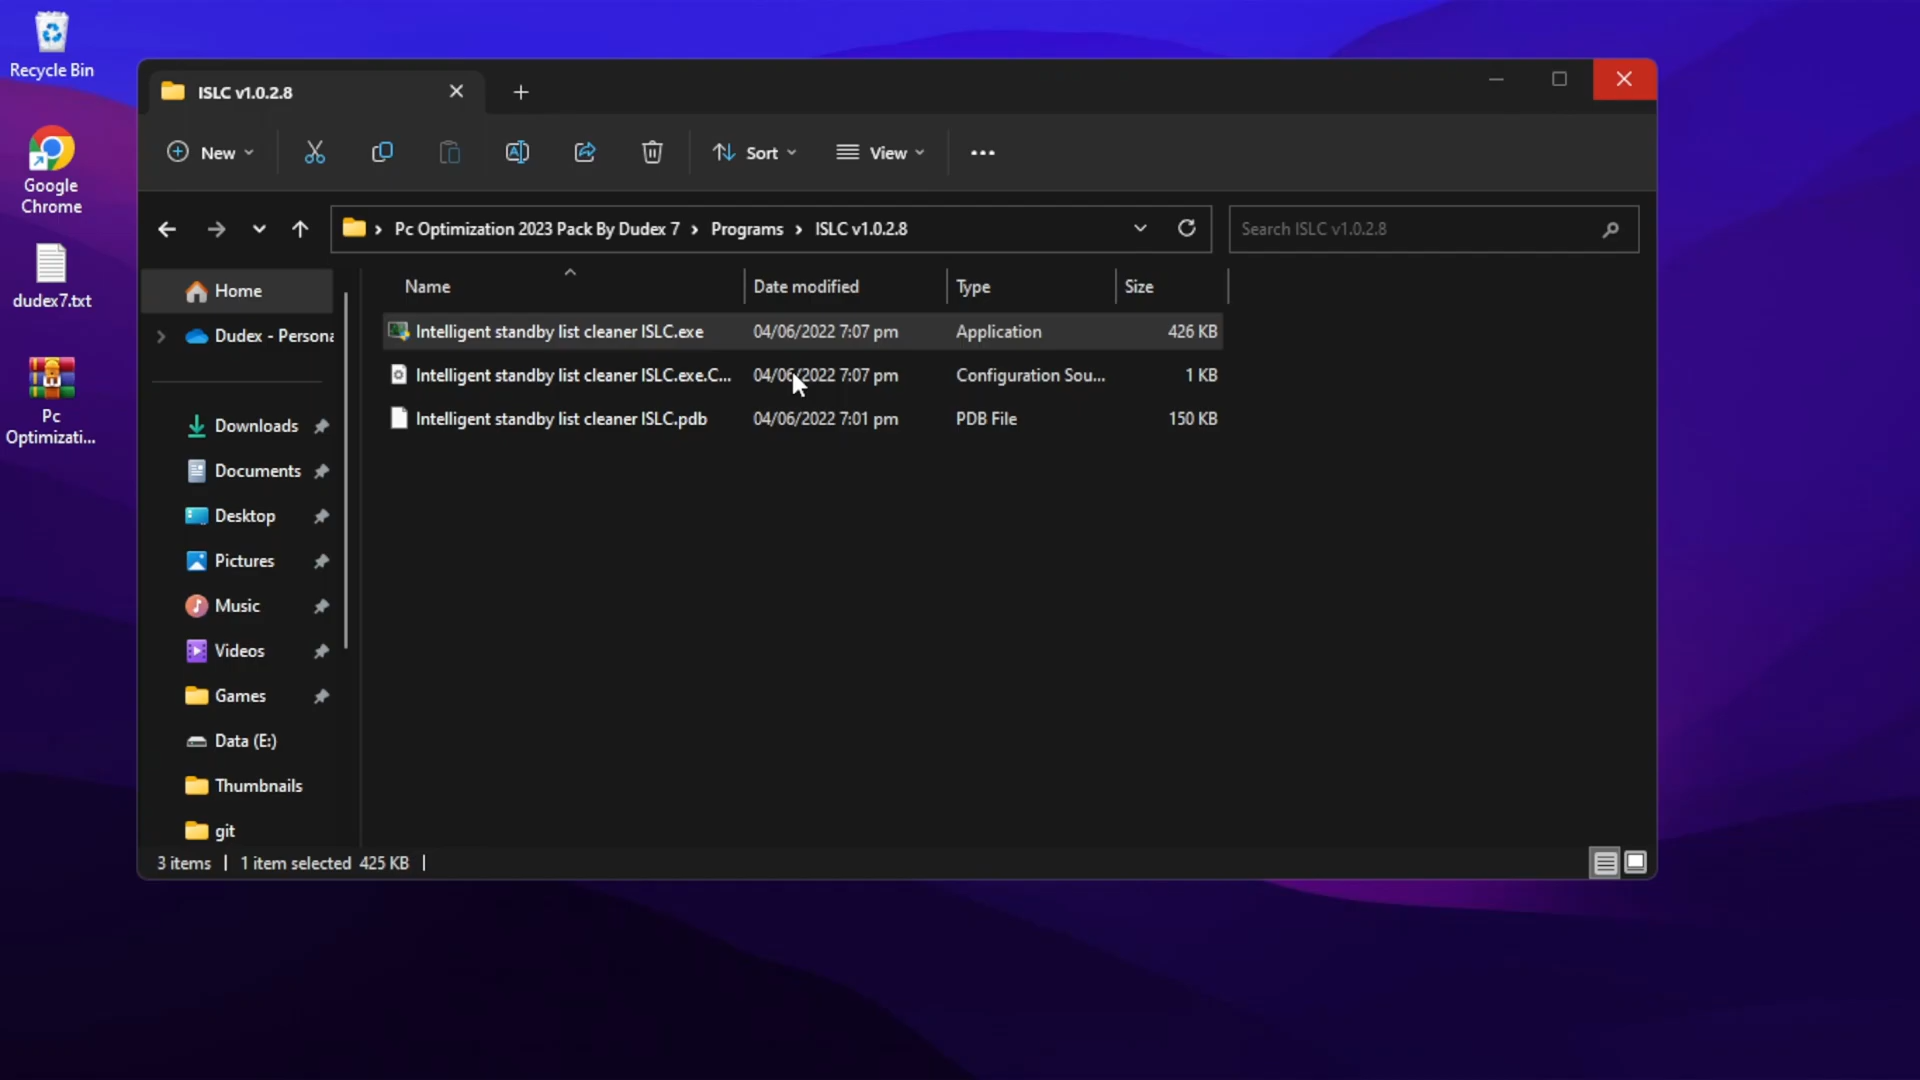 Recycle Bin
Google
Chrome
dudex7.txt
Pc
Optimizati...
ISLC v1.0.2.8
New
Sort
View
Pc Optimization 2023 Pack By Dudex 7 > Programs > ISLC v1.0.2.8
Search ISLC v1.0.2.8
Home
Dudex - Persona
Downloads
Documents
Desktop
Pictures
Music
Videos
Games
Data (E:)
Thumbnails
git
Name Date modified Type Size
Intelligent standby list cleaner ISLC.exe 04/06/2022 7:07 pm Application 426 KB
Intelligent standby list cleaner ISLC.exe.C... 04/06/2022 7:07 pm Configuration Sou... 1 KB
Intelligent standby list cleaner ISLC.pdb 04/06/2022 7:01 pm PDB File 150 KB
3 items | 1 item selected 425 KB |